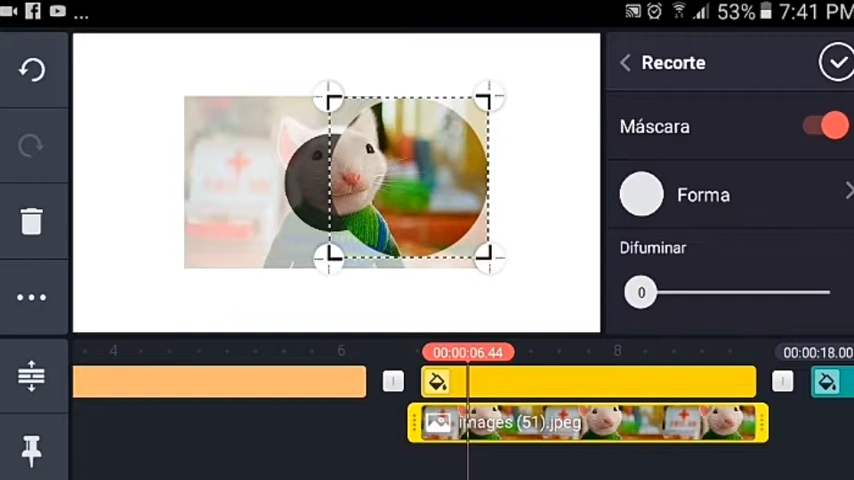 ... 53% 7:41 PM
Recorte
Máscara
Forma
Difuminar
0
4 6 00:00:06.44 8 00:00:18.00
images (51).jpeg